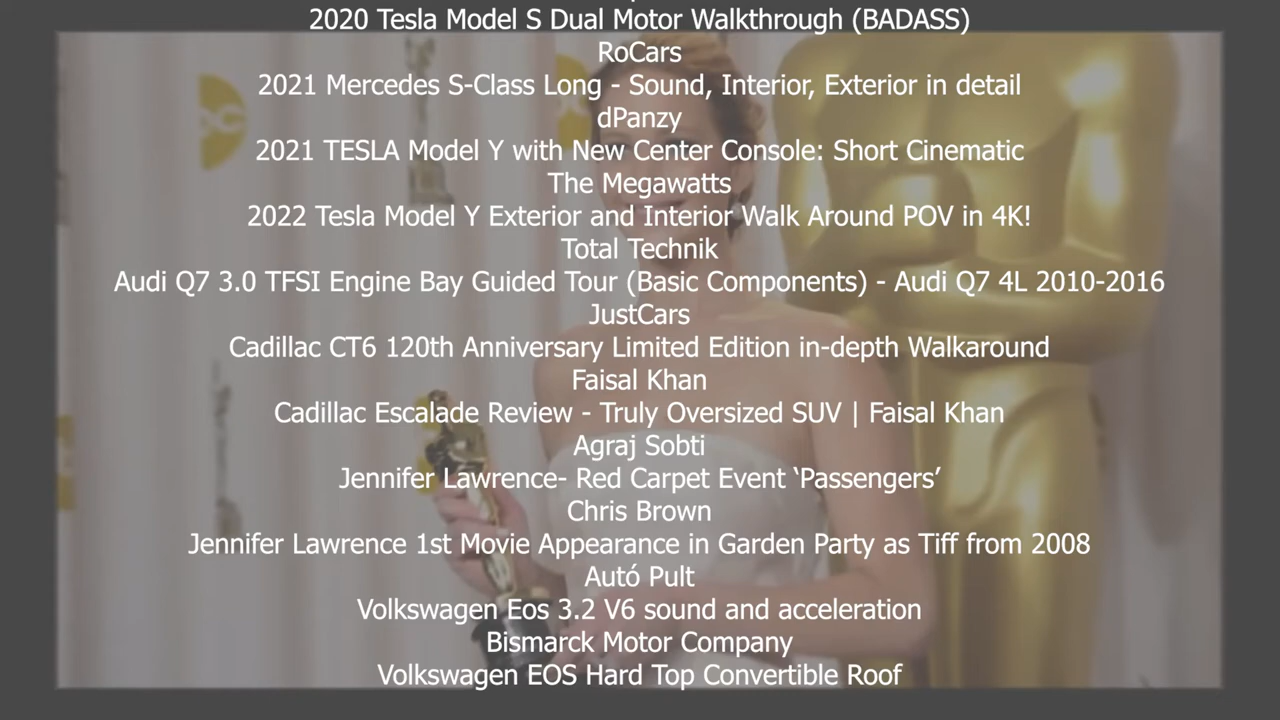 2020 Tesla Model S Dual Motor Walkthrough (BADASS)
RoCars
2021 Mercedes S-Class Long - Sound, Interior, Exterior in detail
dPanzy
2021 TESLA Model Y with New Center Console: Short Cinematic
The Megawatts
2022 Tesla Model Y Exterior and Interior Walk Around POV in 4K!
Total Technik
Audi Q7 3.0 TFSI Engine Bay Guided Tour (Basic Components) - Audi Q7 4L 2010-2016
JustCars
Cadillac CT6 120th Anniversary Limited Edition in-depth Walkaround
Faisal Khan
Cadillac Escalade Review - Truly Oversized SUV | Faisal Khan
Agraj Sobti
Jennifer Lawrence- Red Carpet Event ‘Passengers’
Chris Brown
Jennifer Lawrence 1st Movie Appearance in Garden Party as Tiff from 2008
Autó Pult
Volkswagen Eos 3.2 V6 sound and acceleration
Bismarck Motor Company
Volkswagen EOS Hard Top Convertible Roof